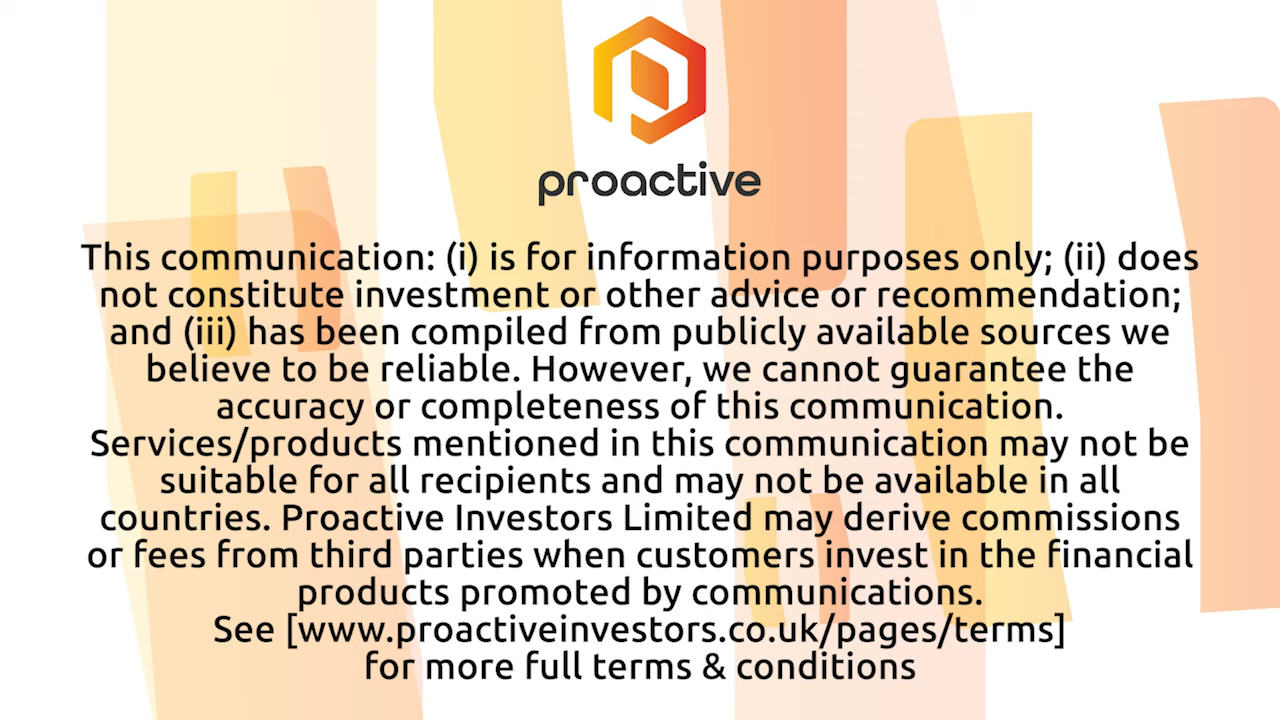 proactive
This communication: (i) is for information purposes only; (ii) does
not constitute investment or other advice or recommendation;
and (iii) has been compiled from publicly available sources we
believe to be reliable. However, we cannot guarantee the
accuracy or completeness of this communication.
Services/products mentioned in this communication may not be
suitable for all recipients and may not be available in all
countries. Proactive Investors Limited may derive commissions
or fees from third parties when customers invest in the financial
products promoted by communications.
See [www.proactiveinvestors.co.uk/pages/terms]
for more full terms & conditions